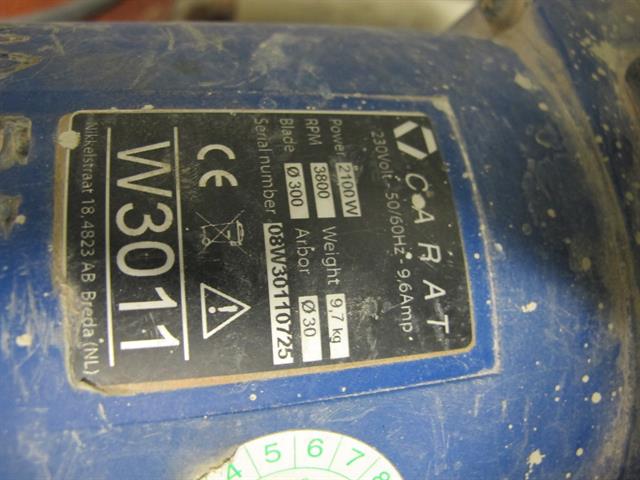 CARAT
230Volt - 50/60Hz - 9,6Amp.
Power 2100W Weight 9,7 kg
RPM 3800 Arbor Ø 30
Blade Ø 300
Serial number 08W30110725
CE
W3011
Nikkelstraat 18, 4823 AB Breda (NL)
4 5 6 7 8